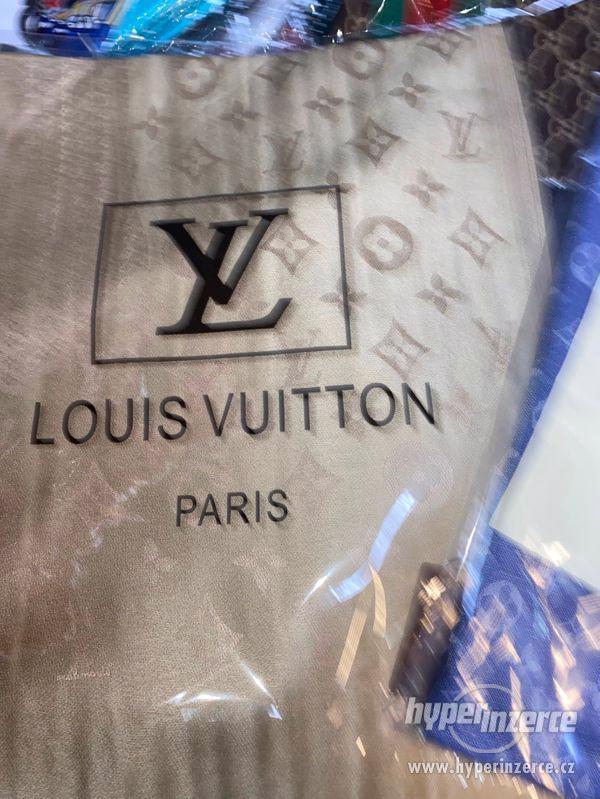 LV
LOUIS VUITTON
PARIS
hyperinzerce
www.hyperinzerce.cz